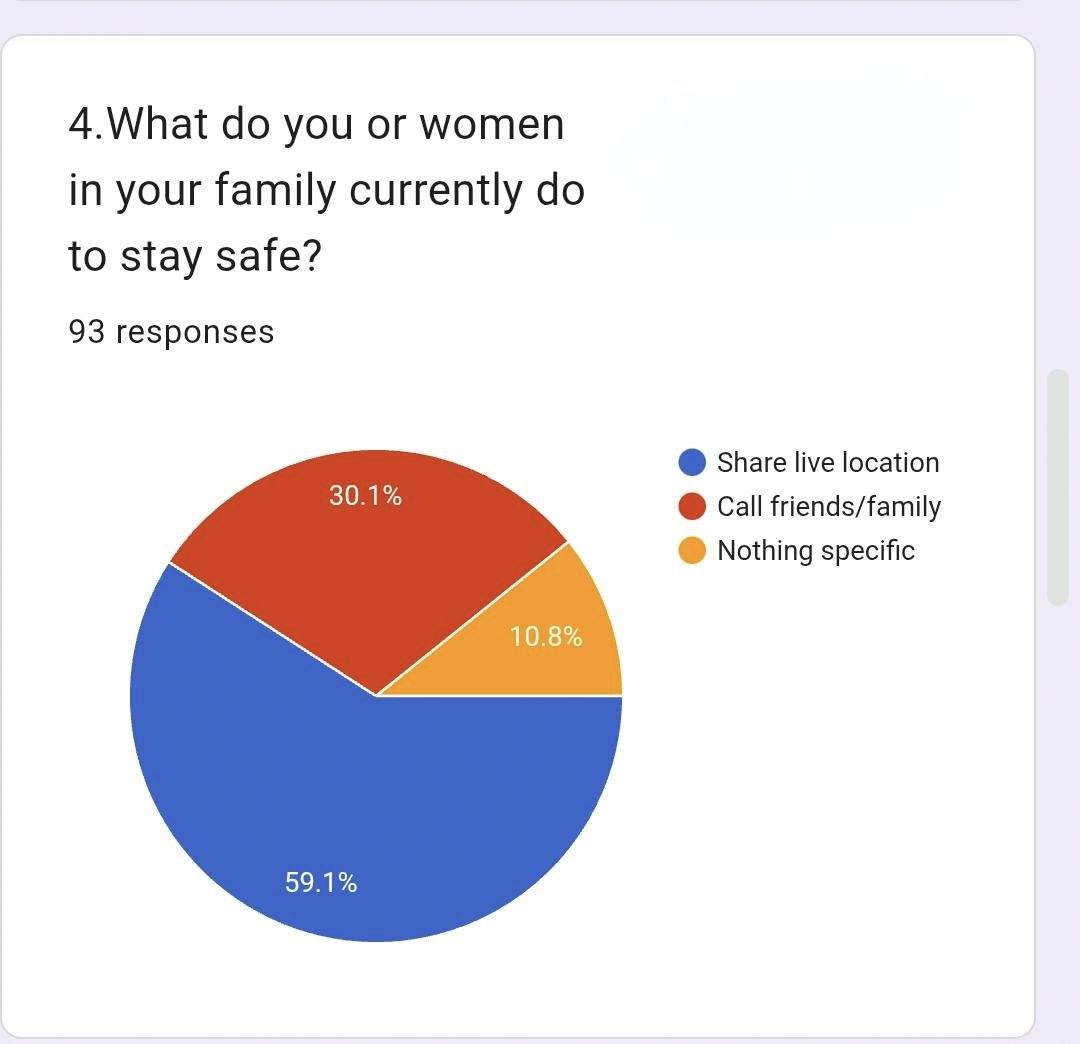 4.What do you or women
in your family currently do
to stay safe?
93 responses
Share live location
Call friends/family
Nothing specific
30.1%
10.8%
59.1%